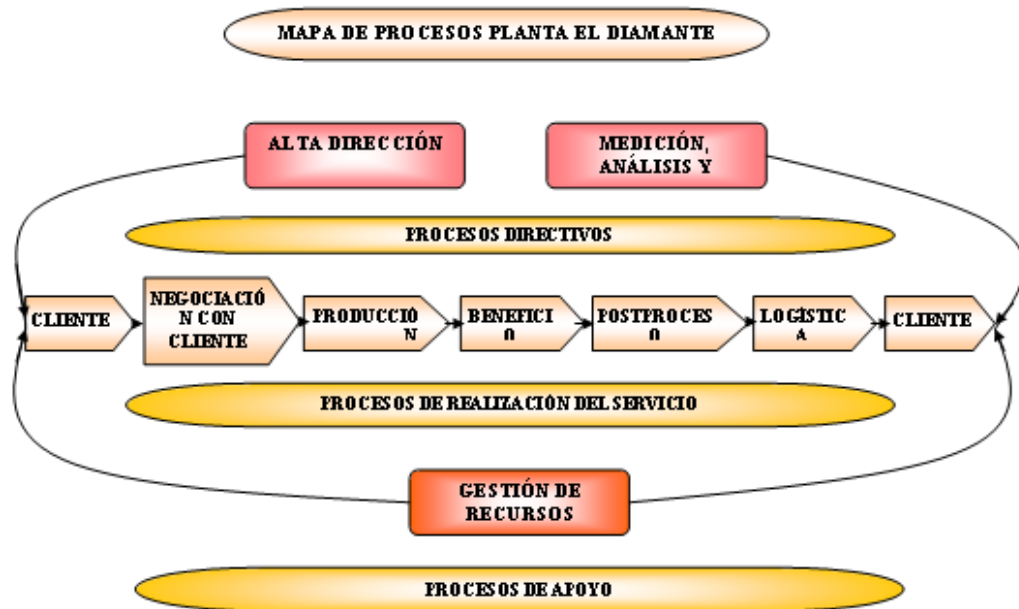 MAPA DE PROCESOS PLANTA EL DIAMANTE
ALTA DIRECCIÓN
MEDICIÓN,
ANÁLISIS Y
PROCESOS DIRECTIVOS
CLIENTE
NEGOCIACIÓ
N CON
CLIENTE
PRODUCCIÓ
N
BENEFICI
O
POSTPROCES
O
LOGÍSTIC
A
CLIENTE
PROCESOS DE REALIZACIÓN DEL SERVICIO
GESTIÓN DE
RECURSOS
PROCESOS DE APOYO